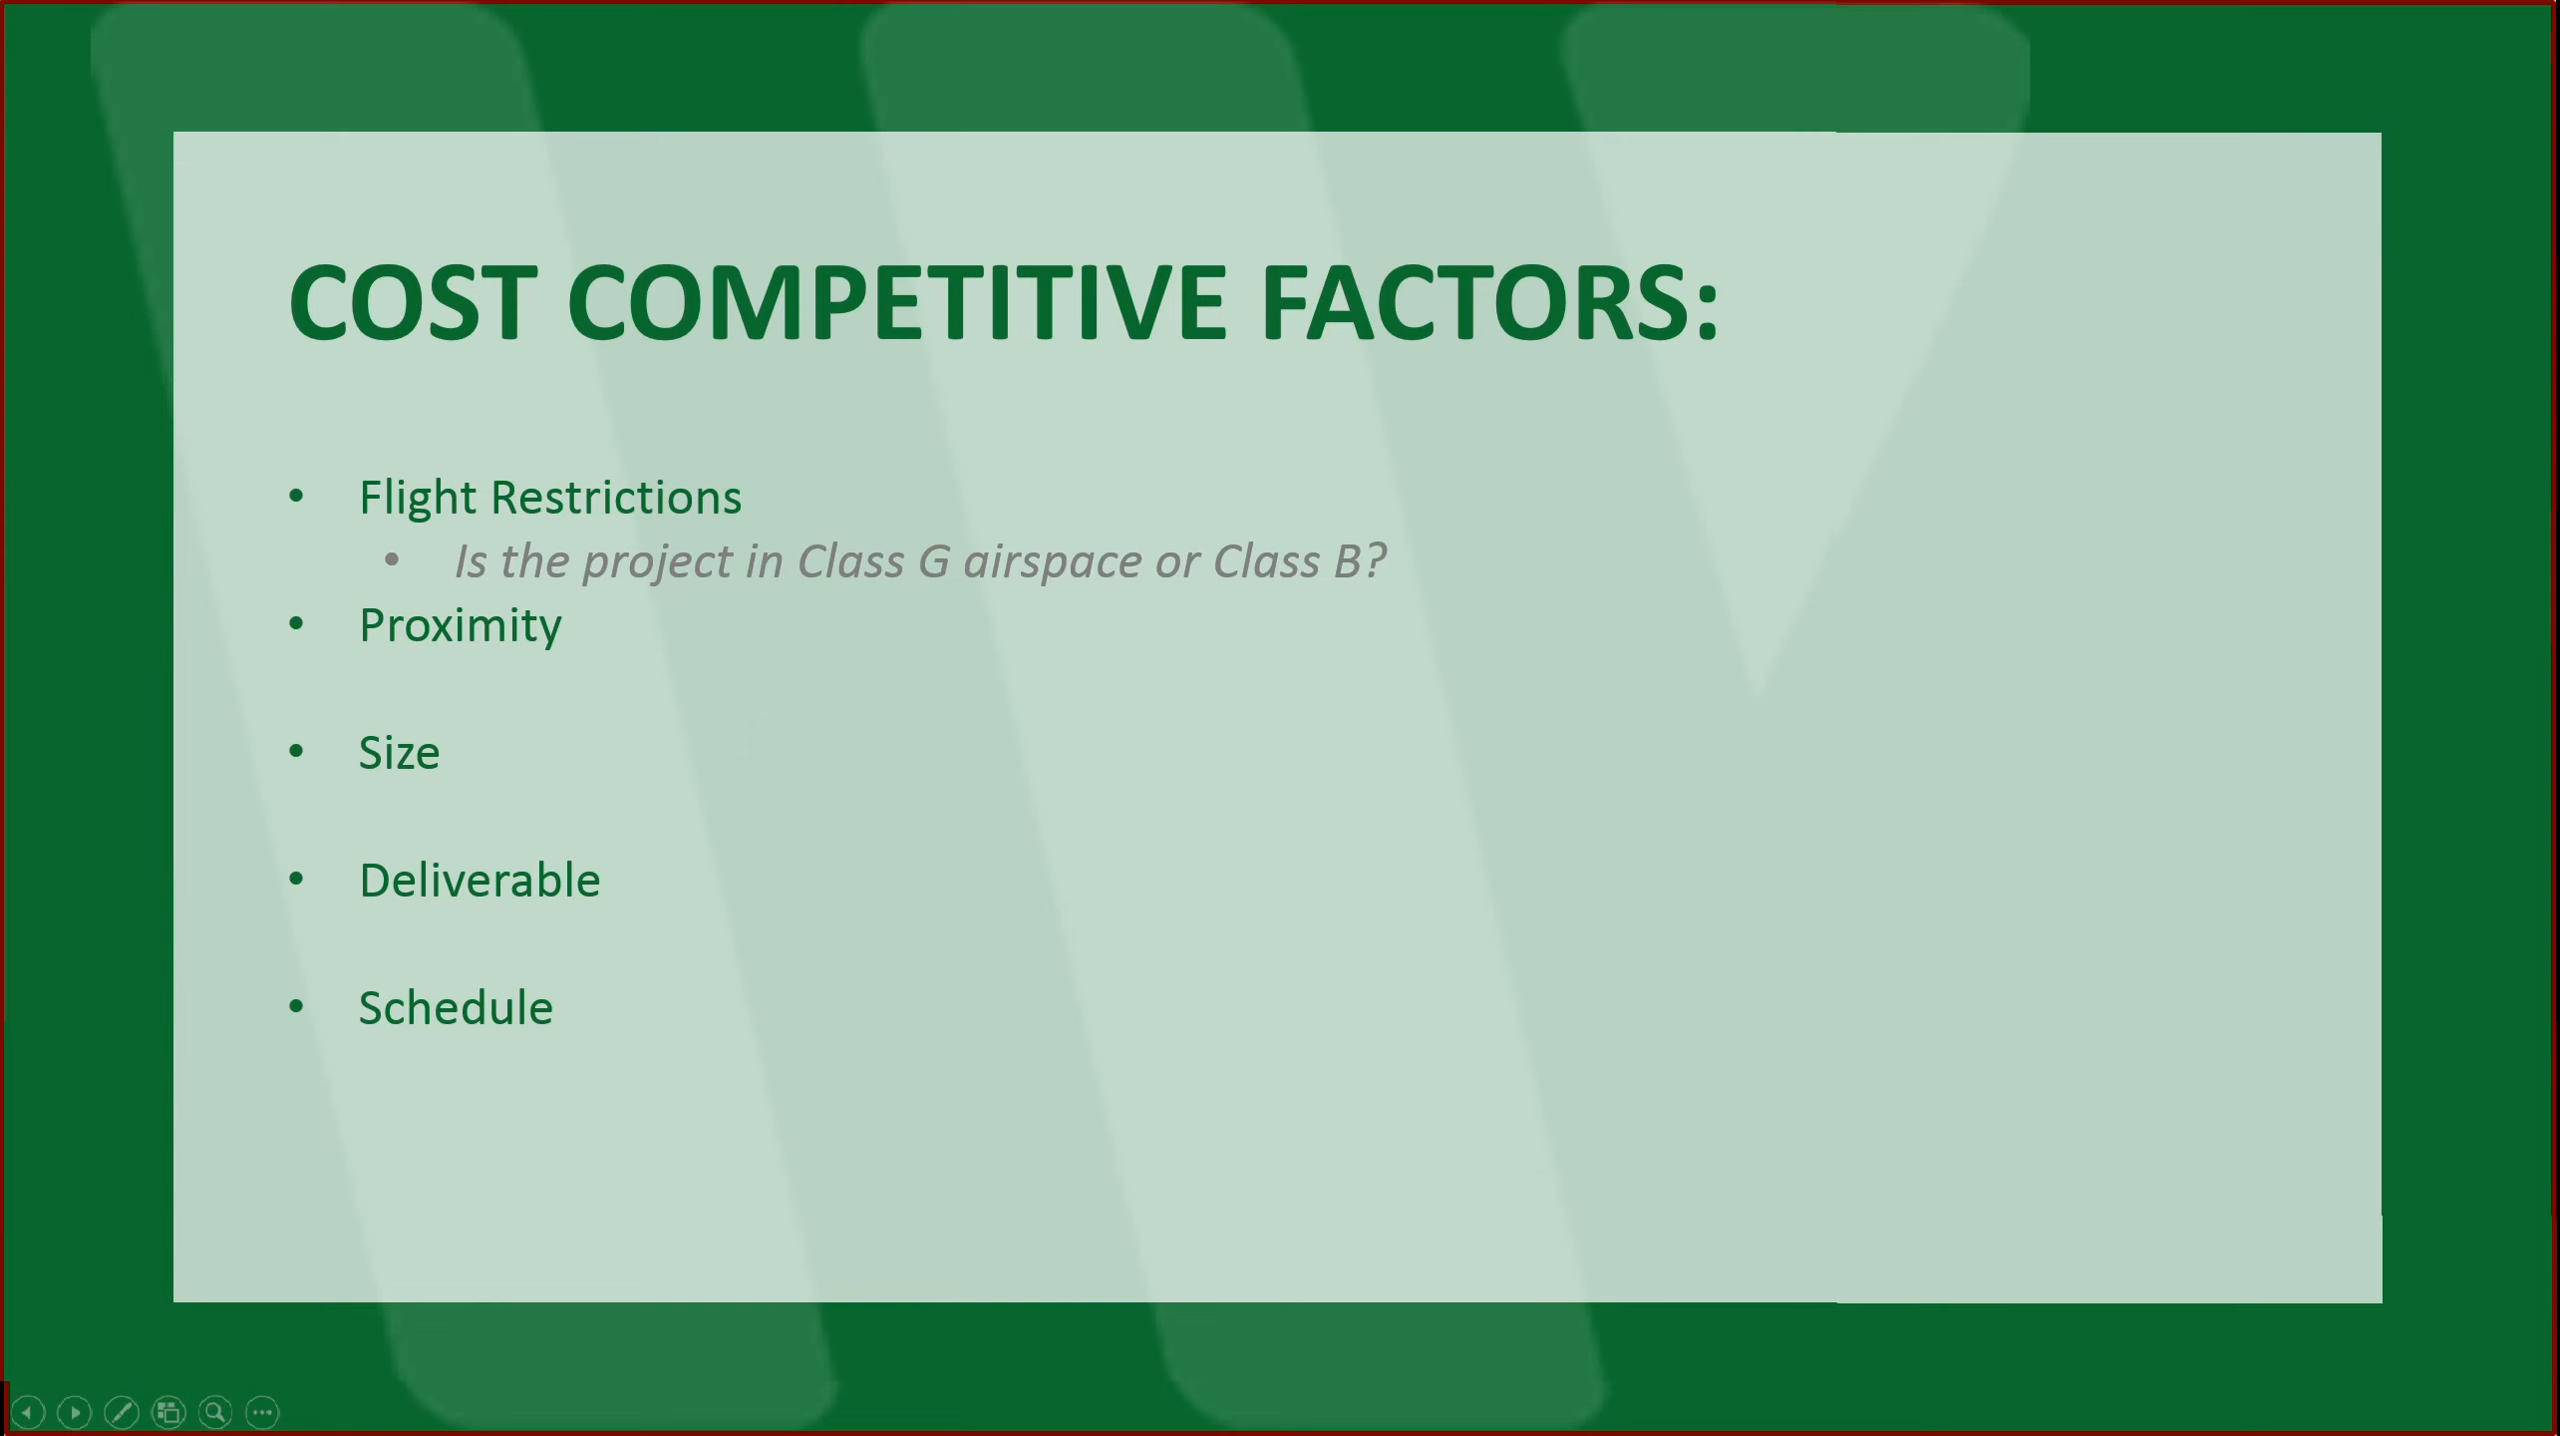 COST COMPETITIVE FACTORS:
• Flight Restrictions
• Is the project in Class G airspace or Class B?
• Proximity
• Size
• Deliverable
• Schedule